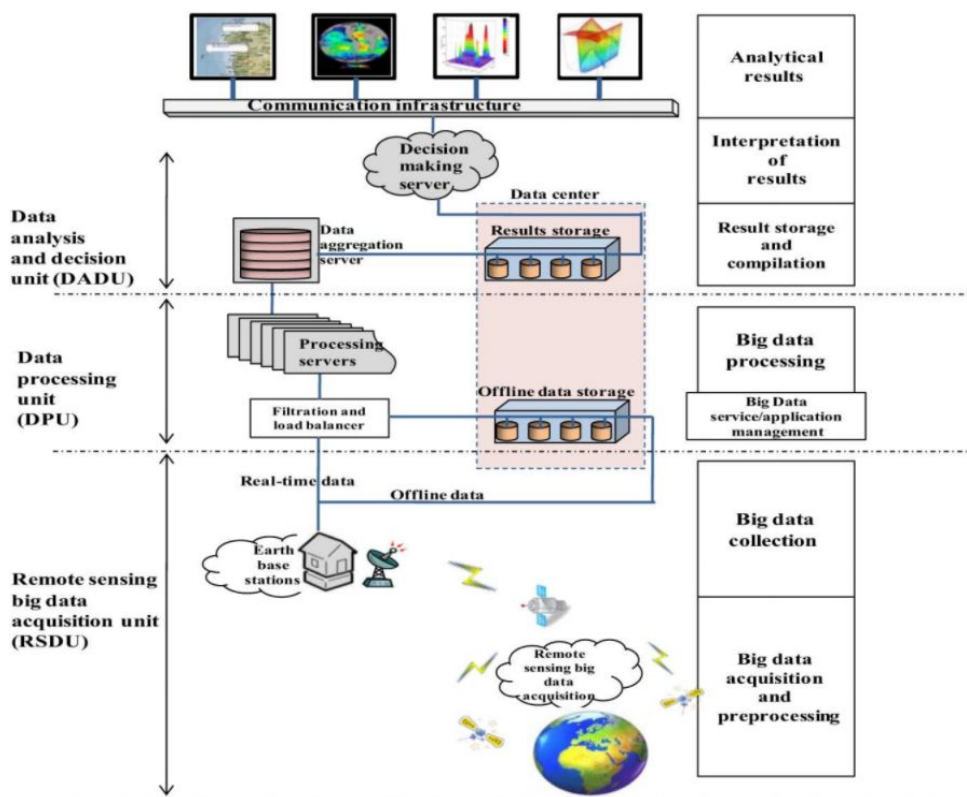 Communication infrastructure
Analytical
results
Decision
making
server
Interpretation
of
results
Data
analysis
and decision
unit (DADU)
Data center
Data
aggregation
server
Results storage
Result storage
and
compilation
Data
processing
unit
(DPU)
Processing
servers
Big data
processing
Filtration and
load balancer
Offline data storage
Big Data
service/application
management
Real-time data
Offline data
Remote sensing
big data
acquisition unit
(RSDU)
Earth
base
stations
Big data
collection
Remote
sensing big
data
acquisition
Big data
acquisition
and
preprocessing